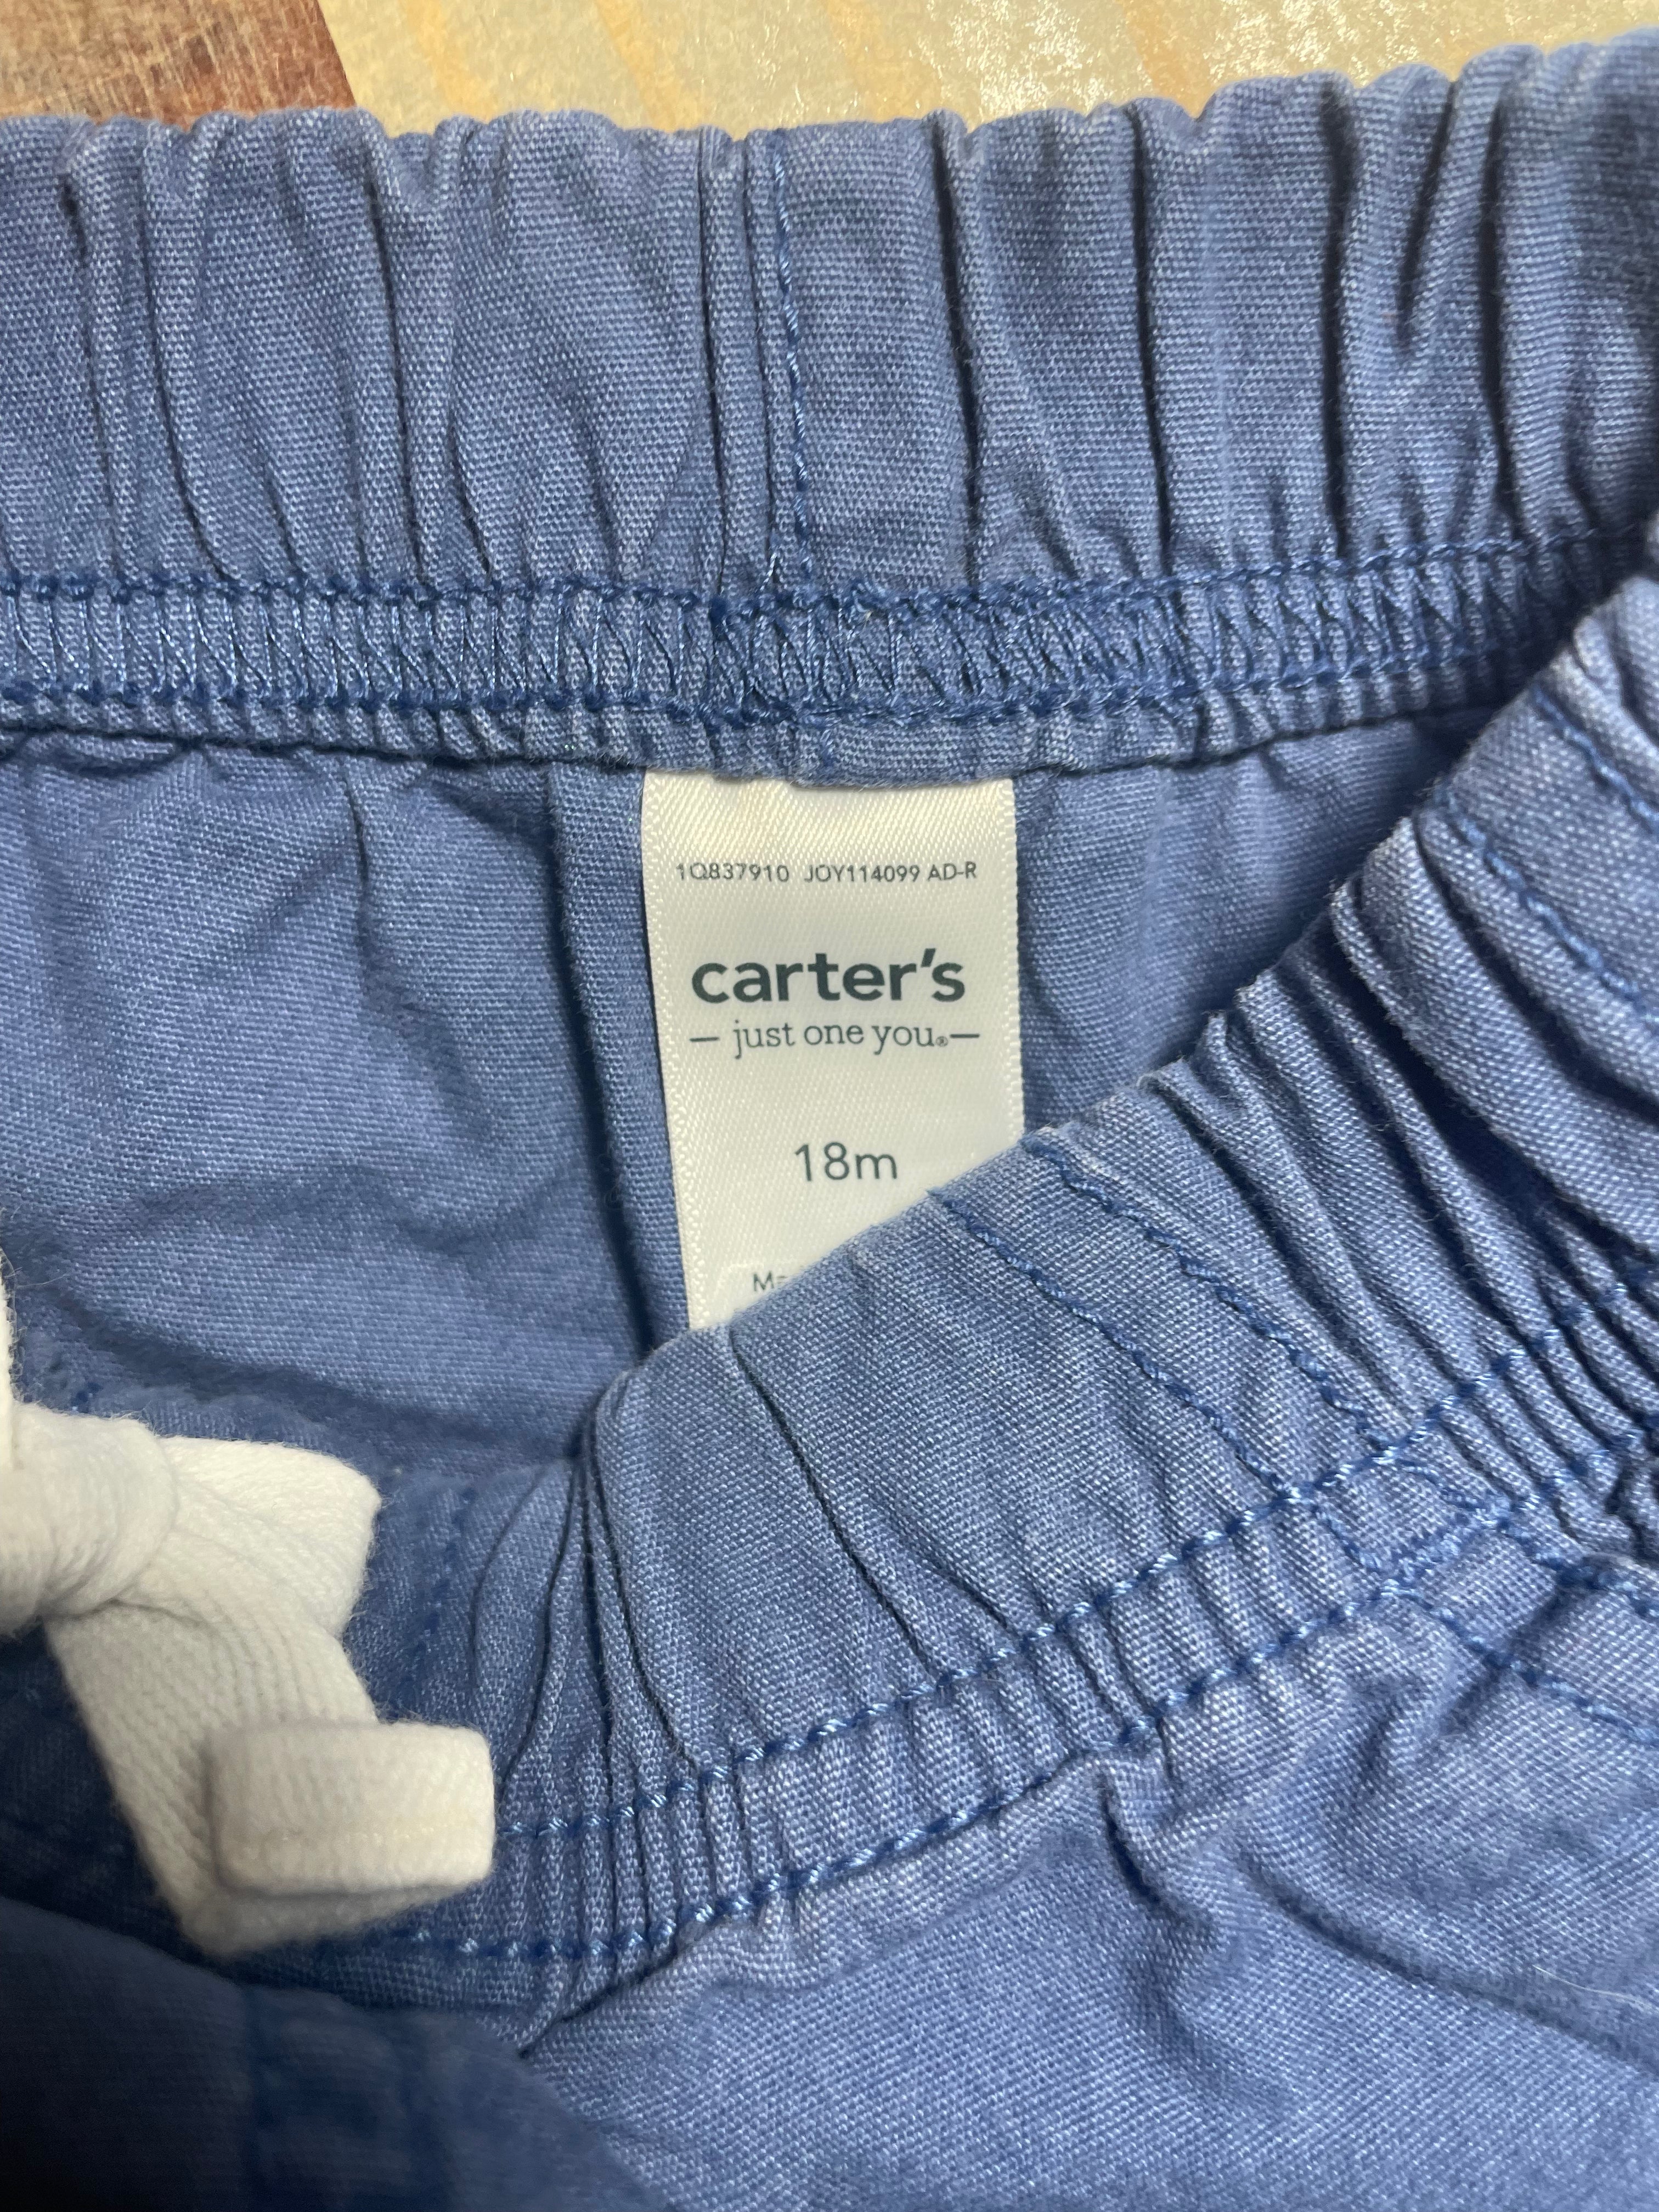 1Q837910 JOY114099 AD-R
carter's
— just one you.®—
18m